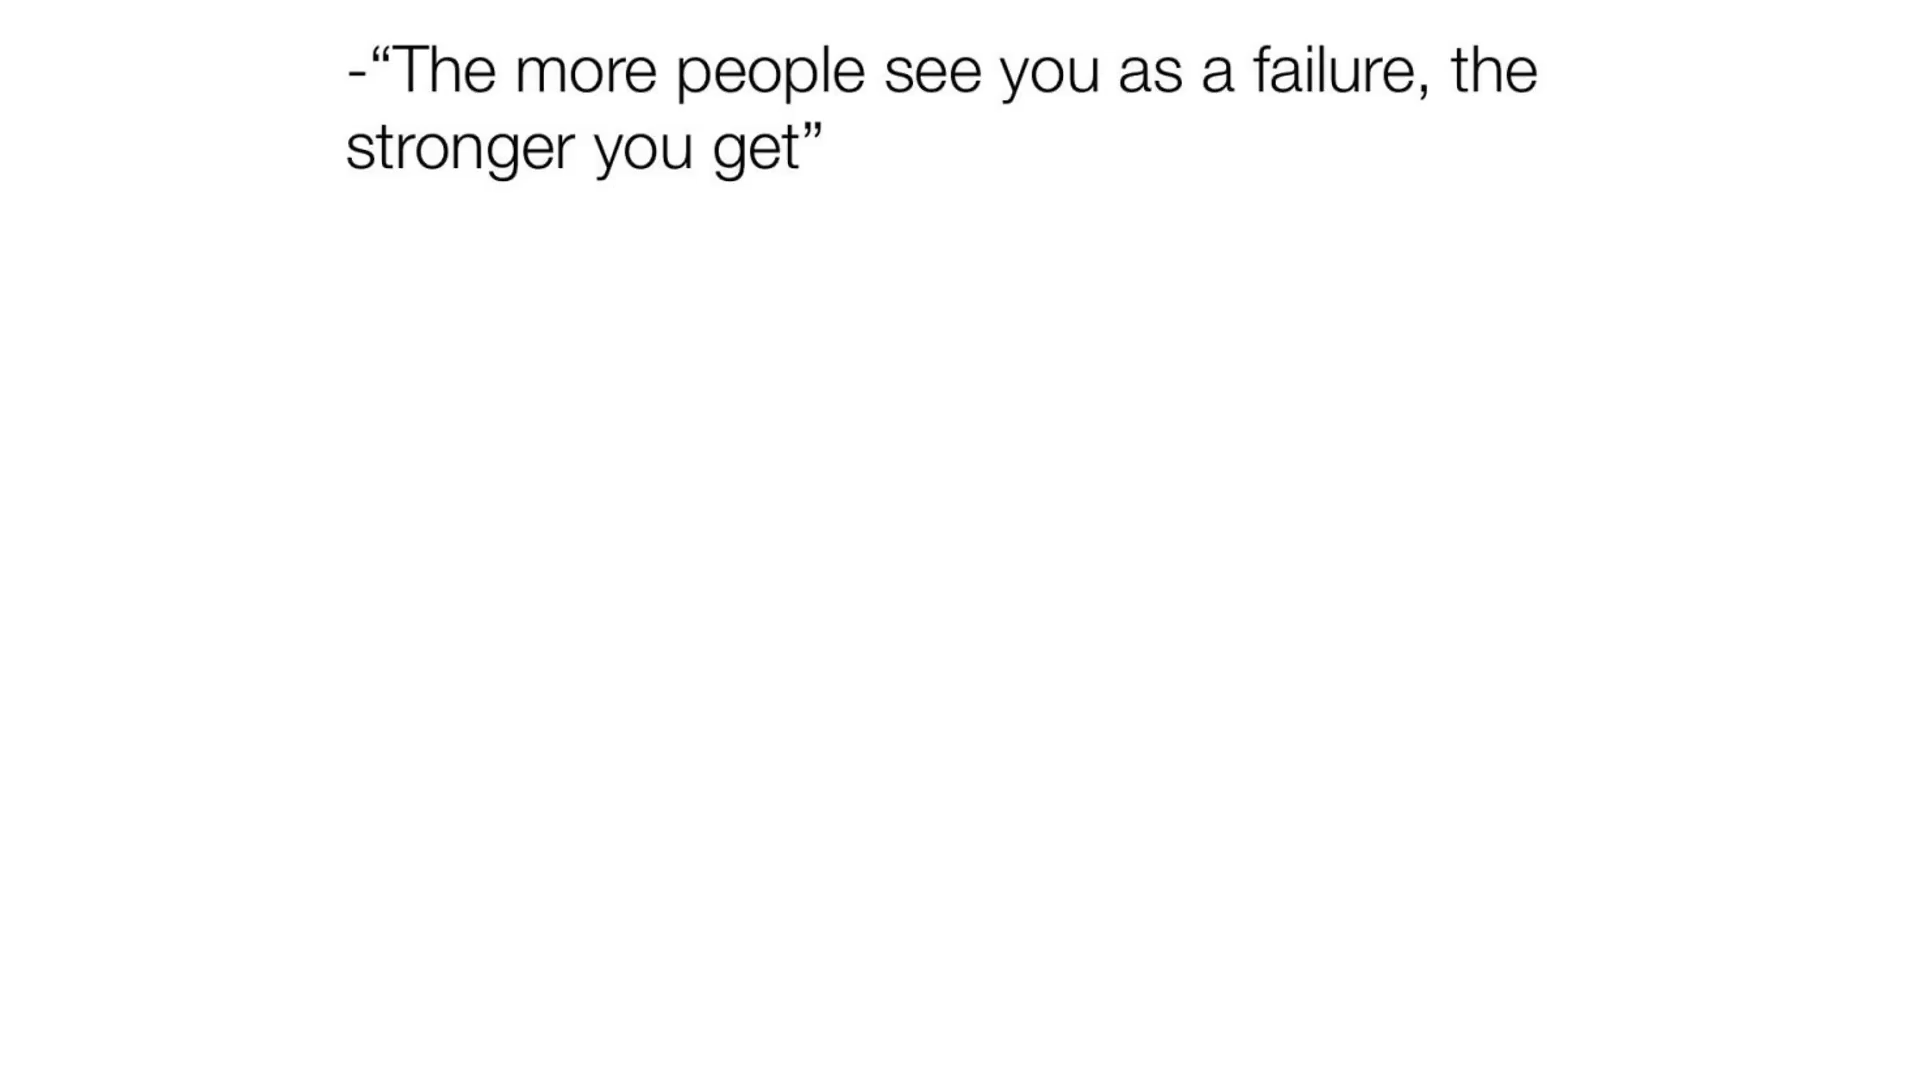 -“The more people see you as a failure, the
stronger you get”